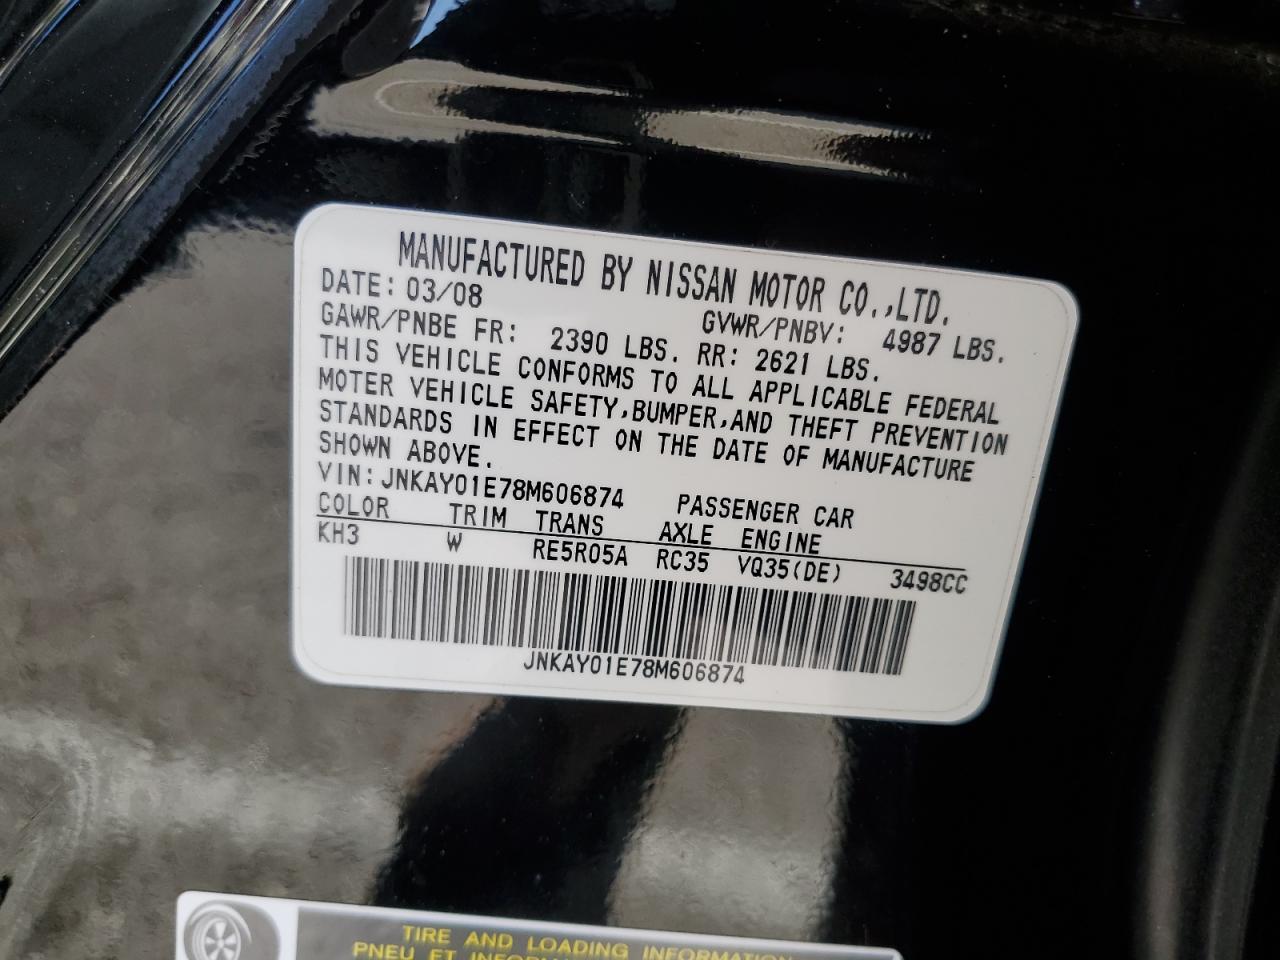 MANUFACTURED BY NISSAN MOTOR CO.,LTD.
DATE: 03/08 GVWR/PNBV: 4987 LBS.
GAWR/PNBE FR: 2390 LBS. RR: 2621 LBS.
THIS VEHICLE CONFORMS TO ALL APPLICABLE FEDERAL
MOTER VEHICLE SAFETY,BUMPER,AND THEFT PREVENTION
STANDARDS IN EFFECT ON THE DATE OF MANUFACTURE
SHOWN ABOVE.
VIN: JNKAY01E78M606874 PASSENGER CAR
COLOR TRIM TRANS AXLE ENGINE
KH3 W RE5R05A RC35 VQ35(DE) 3498CC
JNKAY01E78M606874
TIRE AND LOADING INFORMATION
PNEU ET